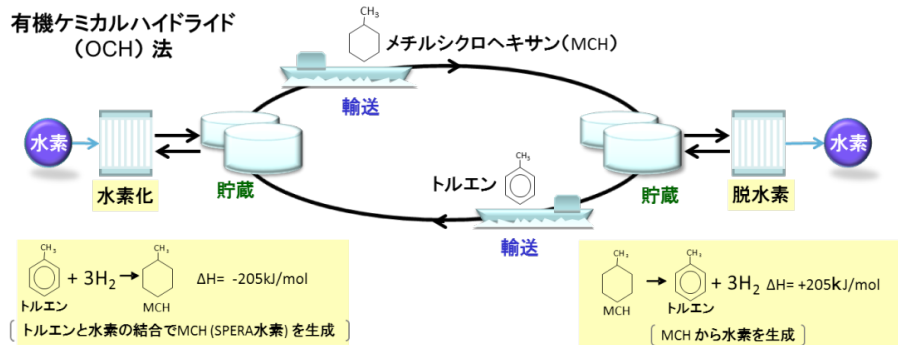 有機ケミカルハイドライド
（OCH）法
CH₃
メチルシクロヘキサン（MCH）
輸送
水素
水素化
貯蔵
CH₃
トルエン
輸送
貯蔵
脱水素
水素
CH₃
CH₃
+ 3H₂
ΔH= -205kJ/mol
トルエン
MCH
トルエンと水素の結合でMCH (SPERA水素) を生成
CH₃
CH₃
+ 3H₂ ΔH= +205kJ/mol
MCH
トルエン
MCH から水素を生成